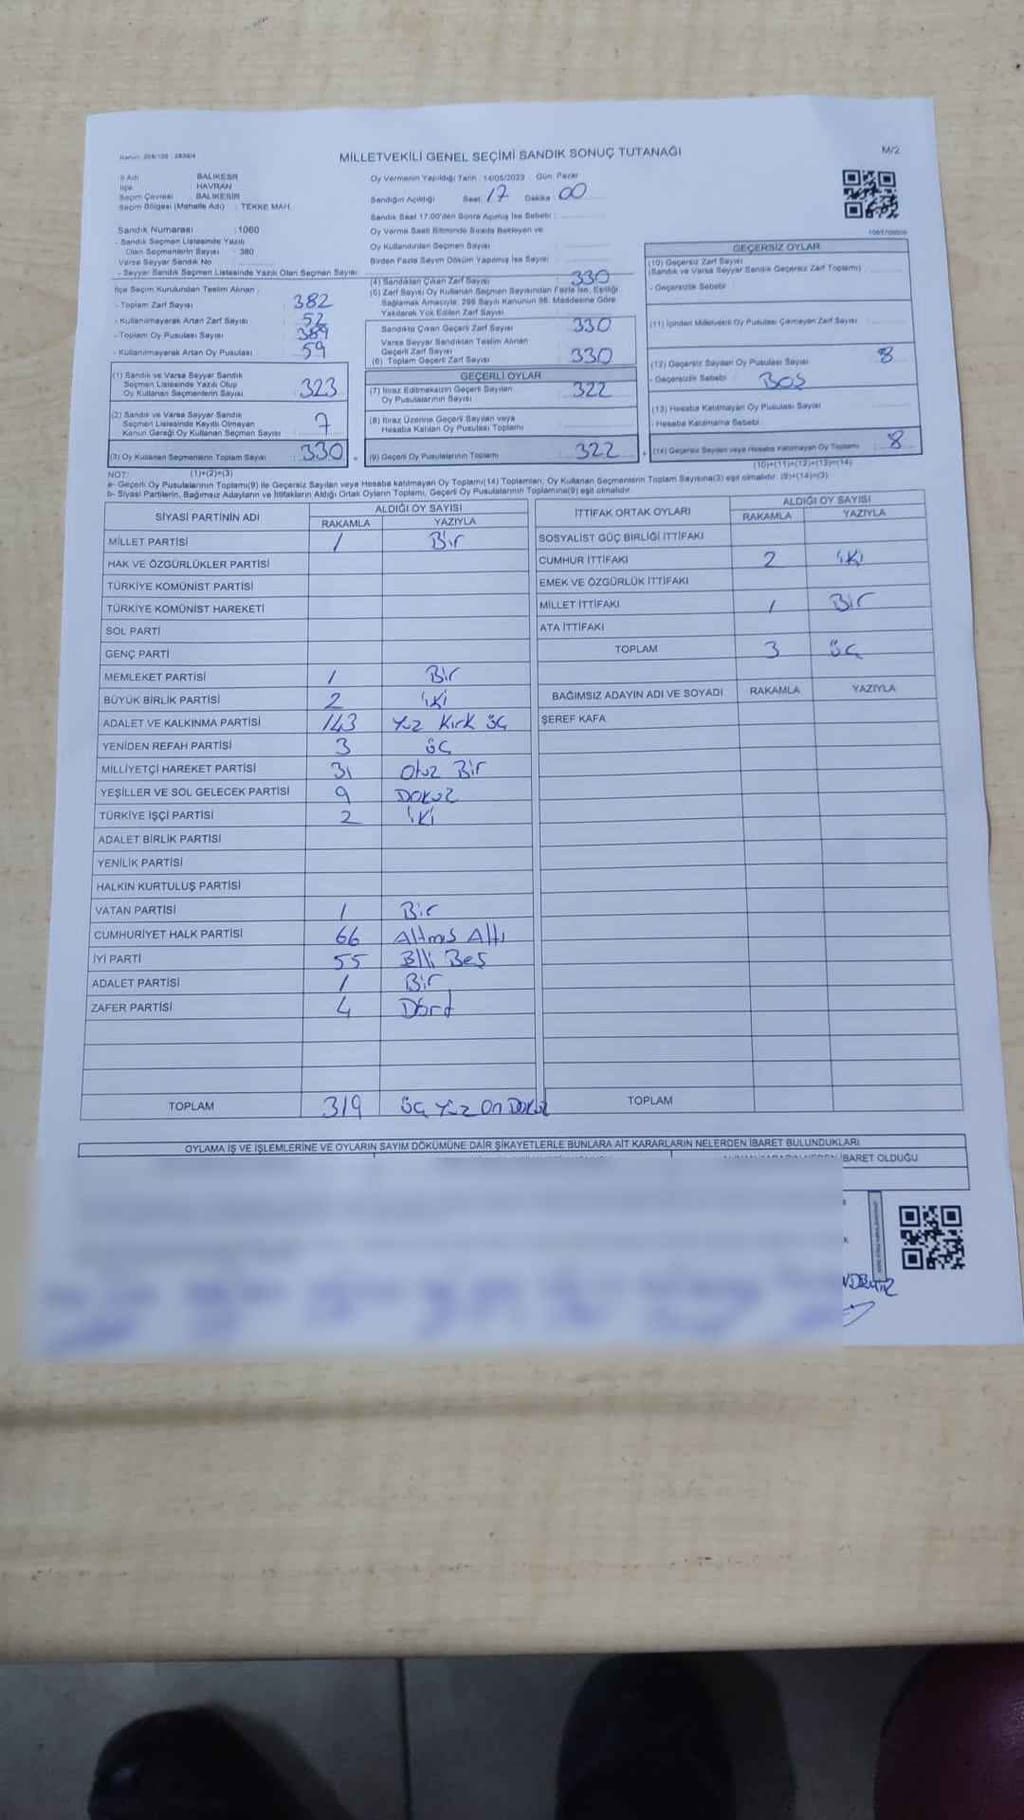 MİLLETVEKİLİ GENEL SEÇİMİ SANDIK SONUÇ TUTANAĞI
M/2
İl Adı BALIKESİR
İlçe HAVRAN
Seçim Çevresi BALIKESİR
Seçim Bölgesi (Mahalle Adı) : TEKKE MAH.
Sandık Numarası : 1060
- Sandık Seçmen Listesinde Yazılı
Olan Seçmenlerin Sayısı : 380
Varsa Seyyar Sandık No
- Seyyar Sandık Seçmen Listesinde Yazılı Olan Seçmen Sayısı
Oy Vermenin Yapıldığı Tarih : 14/05/2023 Gün: Pazar
Sandığın Açıldığı Saat: 17 Dakika: 00
Sandık Saat 17:00'den Sonra Açılmış İse Sebebi :
Oy Verme Saati Bitiminde Sırada Bekleyen ve
Oy Kullandırılan Seçmen Sayısı
Birden Fazla Sayım Döküm Yapılmış İse Sayısı
İlçe Seçim Kurulundan Teslim Alınan
- Toplam Zarf Sayısı : 382
- Kullanılmayarak Artan Zarf Sayısı : 52
- Toplam Oy Pusulası Sayısı : 389
- Kullanılmayarak Artan Oy Pusulası : 59
(1) Sandık ve Varsa Seyyar Sandık
Seçmen Listesinde Yazılı Olup
Oy Kullanan Seçmenlerin Sayısı 323
(2) Sandık ve Varsa Seyyar Sandık
Seçmen Listesinde Kayıtlı Olmayan
Kanun Gereği Oy Kullanan Seçmen Sayısı 7
(3) Oy Kullanan Seçmenlerin Toplam Sayısı 330
(1)+(2)=(3)
(4) Sandıktan Çıkan Zarf Sayısı 330
(5) Zarf Sayısı Oy Kullanan Seçmen Sayısından Fazla İse, Eşitliği
Sağlamak Amacıyla, 298 Sayılı Kanunun 98. Maddesine Göre
Yakılarak Yok Edilen Zarf Sayısı
Sandıkta Çıkan Geçerli Zarf Sayısı 330
Varsa Seyyar Sandıktan Teslim Alınan
Geçerli Zarf Sayısı
(6) Toplam Geçerli Zarf Sayısı 330
GEÇERLİ OYLAR
(7) İtiraz Edilmeksizin Geçerli Sayılan
Oy Pusulalarının Sayısı 322
(8) İtiraz Üzerine Geçerli Sayılan veya
Hesaba Katılan Oy Pusulası Toplamı
(9) Geçerli Oy Pusulalarının Toplamı 322
GEÇERSİZ OYLAR
(10) Geçersiz Zarf Sayısı
(Sandık ve Varsa Seyyar Sandık Geçersiz Zarf Toplamı)
- Geçersizlik Sebebi
(11) İçinden Milletvekili Oy Pusulası Çıkmayan Zarf Sayısı
(12) Geçersiz Sayılan Oy Pusulası Sayısı 8
- Geçersizlik Sebebi BOŞ
(13) Hesaba Katılmayan Oy Pusulası Sayısı
- Hesaba Katılmama Sebebi
(14) Geçersiz Sayılan veya Hesaba Katılmayan Oy Toplamı 8
(10)+(11)+(12)+(13)=(14)
NOT:
a- Geçerli Oy Pusulalarının Toplamı(9) ile Geçersiz Sayılan veya Hesaba Katılmayan Oy Toplamı(14) Toplamları, Oy Kullanan Seçmenlerin Toplam Sayısına(3) eşit olmalıdır. (9)+(14)=(3)
b- Siyasi Partilerin, Bağımsız Adayların ve İttifakların Aldığı Ortak Oyların Toplamı, Geçerli Oy Pusulalarının Toplamına(9) eşit olmalıdır.
SİYASİ PARTİNİN ADI ALDIĞI OY SAYISI
RAKAMLA YAZIYLA
MİLLET PARTİSİ 1 Bir
HAK VE ÖZGÜRLÜKLER PARTİSİ
TÜRKİYE KOMÜNİST PARTİSİ
TÜRKİYE KOMÜNİST HAREKETİ
SOL PARTİ
GENÇ PARTİ
MEMLEKET PARTİSİ 1 Bir
BÜYÜK BİRLİK PARTİSİ 2 iki
ADALET VE KALKINMA PARTİSİ 143 Yüz Kırk üç
YENİDEN REFAH PARTİSİ 3 üç
MİLLİYETÇİ HAREKET PARTİSİ 31 Otuz Bir
YEŞİLLER VE SOL GELECEK PARTİSİ 9 Dokuz
TÜRKİYE İŞÇİ PARTİSİ 2 iki
ADALET BİRLİK PARTİSİ
YENİLİK PARTİSİ
HALKIN KURTULUŞ PARTİSİ
VATAN PARTİSİ 1 Bir
CUMHURİYET HALK PARTİSİ 66 Altmış Altı
İYİ PARTİ 55 Elli Beş
ADALET PARTİSİ 1 Bir
ZAFER PARTİSİ 4 Dört
TOPLAM 319 üç Yüz On Dokuz
İTTİFAK ORTAK OYLARI ALDIĞI OY SAYISI
RAKAMLA YAZIYLA
SOSYALİST GÜÇ BİRLİĞİ İTTİFAKI
CUMHUR İTTİFAKI 2 iki
EMEK VE ÖZGÜRLÜK İTTİFAKI
MİLLET İTTİFAKI 1 Bir
ATA İTTİFAKI
TOPLAM 3 üç
BAĞIMSIZ ADAYIN ADI VE SOYADI RAKAMLA YAZIYLA
ŞEREF KAFA
TOPLAM
OYLAMA İŞ VE İŞLEMLERİNE VE OYLARIN SAYIM DÖKÜMÜNE DAİR ŞİKAYETLERLE BUNLARA AİT KARARLARIN NELERDEN İBARET BULUNDUKLARI
İBARET OLDUĞU